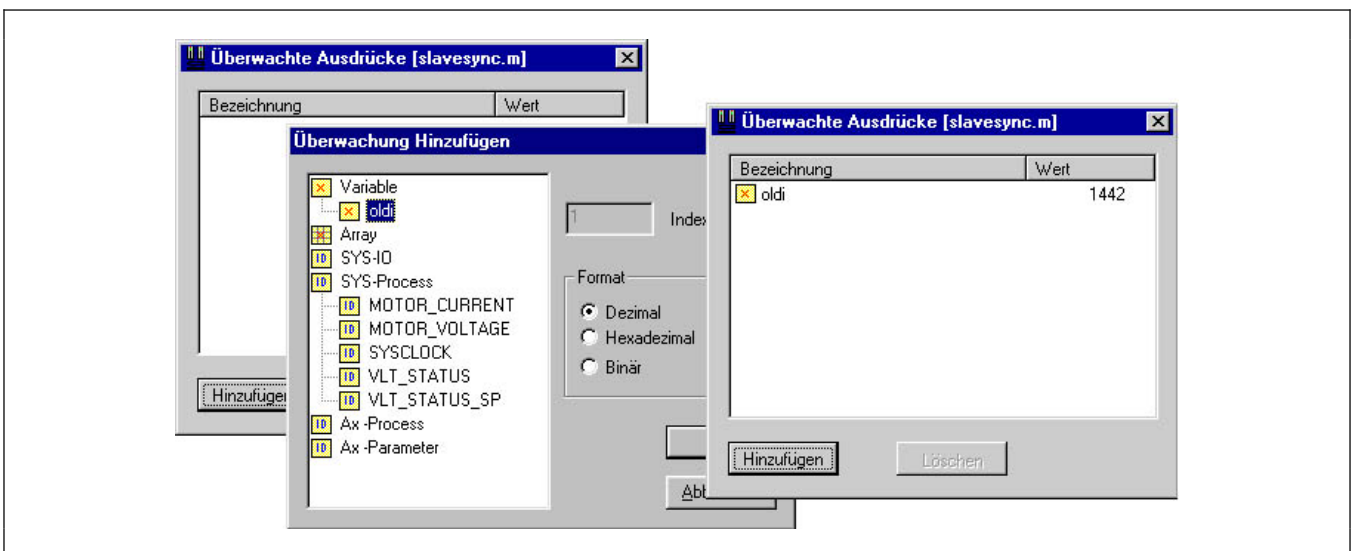 Überwachte Ausdrücke [slavesync.m]
Bezeichnung Wert
Überwachung Hinzufügen
Variable
oldi
Array
SYS-IO
SYS-Process
MOTOR_CURRENT
MOTOR_VOLTAGE
SYSCLOCK
VLT_STATUS
VLT_STATUS_SP
Ax -Process
Ax -Parameter
1
Format
Dezimal
Hexadezimal
Binär
Überwachte Ausdrücke [slavesync.m]
Bezeichnung Wert
oldi 1442
Hinzufügen Löschen